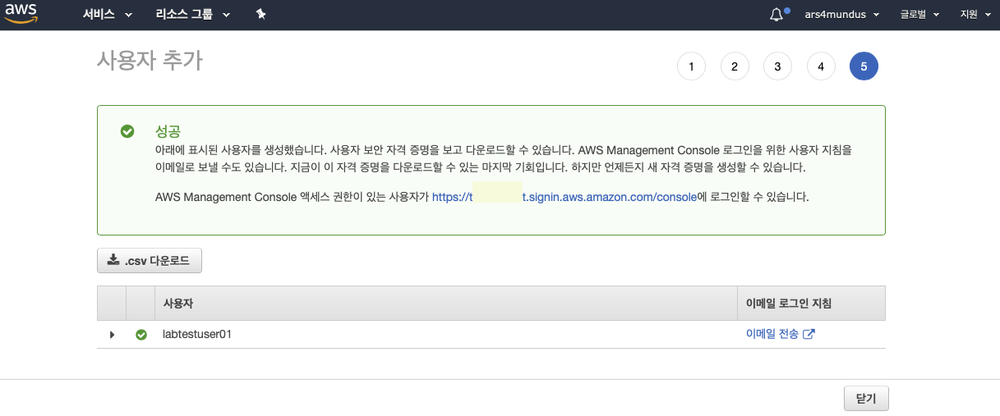 aws 서비스 리소스 그룹 ars4mundus 글로벌 지원
사용자 추가 1 2 3 4 5
성공
아래에 표시된 사용자를 생성했습니다. 사용자 보안 자격 증명을 보고 다운로드할 수 있습니다. AWS Management Console 로그인을 위한 사용자 지침을
이메일로 보낼 수도 있습니다. 지금이 이 자격 증명을 다운로드할 수 있는 마지막 기회입니다. 하지만 언제든지 새 자격 증명을 생성할 수 있습니다.
AWS Management Console 액세스 권한이 있는 사용자가 https://t t.signin.aws.amazon.com/console에 로그인할 수 있습니다.
.csv 다운로드
사용자 이메일 로그인 지침
labtestuser01 이메일 전송
닫기